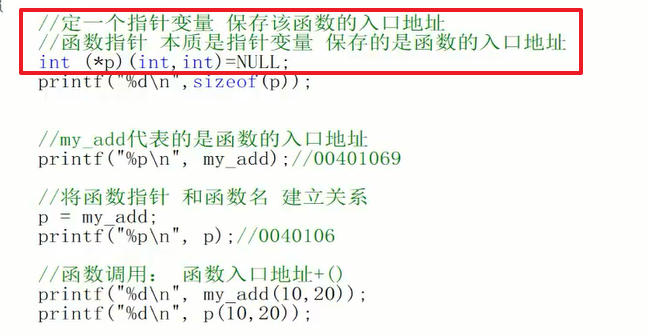 //定一个指针变量 保存该函数的入口地址
//函数指针 本质是指针变量 保存的是函数的入口地址
int (*p)(int,int)=NULL;
printf("%d\n",sizeof(p));
//my_add代表的是函数的入口地址
printf("%p\n", my_add);//00401069
//将函数指针 和函数名 建立关系
p = my_add;
printf("%p\n", p);//0040106
//函数调用： 函数入口地址+()
printf("%d\n", my_add(10,20));
printf("%d\n", p(10,20));